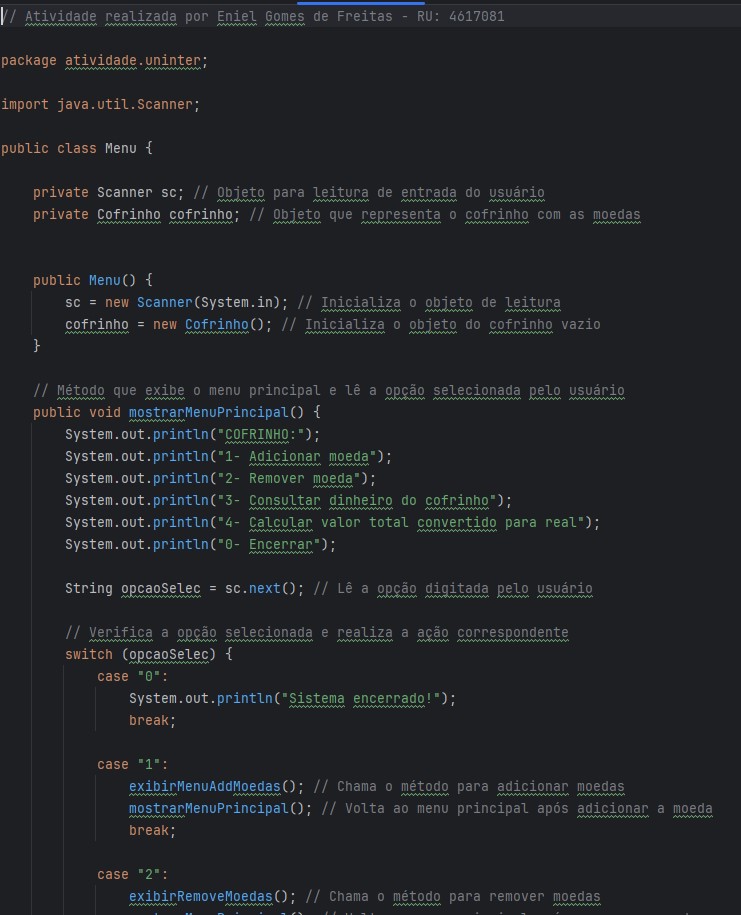 // Atividade realizada por Eniel Gomes de Freitas - RU: 4617081
package atividade.uninter;
import java.util.Scanner;
public class Menu {
private Scanner sc; // Objeto para leitura de entrada do usuário
private Cofrinho cofrinho; // Objeto que representa o cofrinho com as moedas
public Menu() {
sc = new Scanner(System.in); // Inicializa o objeto de leitura
cofrinho = new Cofrinho(); // Inicializa o objeto do cofrinho vazio
}
// Método que exibe o menu principal e lê a opção selecionada pelo usuário
public void mostrarMenuPrincipal() {
System.out.println("COFRINHO:");
System.out.println("1- Adicionar moeda");
System.out.println("2- Remover moeda");
System.out.println("3- Consultar dinheiro do cofrinho");
System.out.println("4- Calcular valor total convertido para real");
System.out.println("0- Encerrar");
String opcaoSelec = sc.next(); // Lê a opção digitada pelo usuário
// Verifica a opção selecionada e realiza a ação correspondente
switch (opcaoSelec) {
case "0":
System.out.println("Sistema encerrado!");
break;
case "1":
exibirMenuAddMoedas(); // Chama o método para adicionar moedas
mostrarMenuPrincipal(); // Volta ao menu principal após adicionar a moeda
break;
case "2":
exibirRemoveMoedas(); // Chama o método para remover moedas